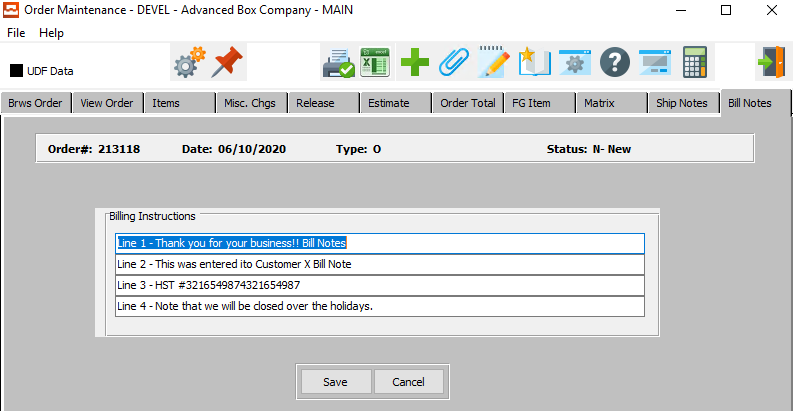 Order Maintenance - DEVEL - Advanced Box Company - MAIN
File Help
UDF Data
Brws Order View Order Items Misc. Chgs Release Estimate Order Total FG Item Matrix Ship Notes Bill Notes
Order#: 213118 Date: 06/10/2020 Type: O Status: N- New
Billing Instructions
Line 1 - Thank you for your business!! Bill Notes
Line 2 - This was entered ito Customer X Bill Note
Line 3 - HST #3216549874321654987
Line 4 - Note that we will be closed over the holidays.
Save Cancel